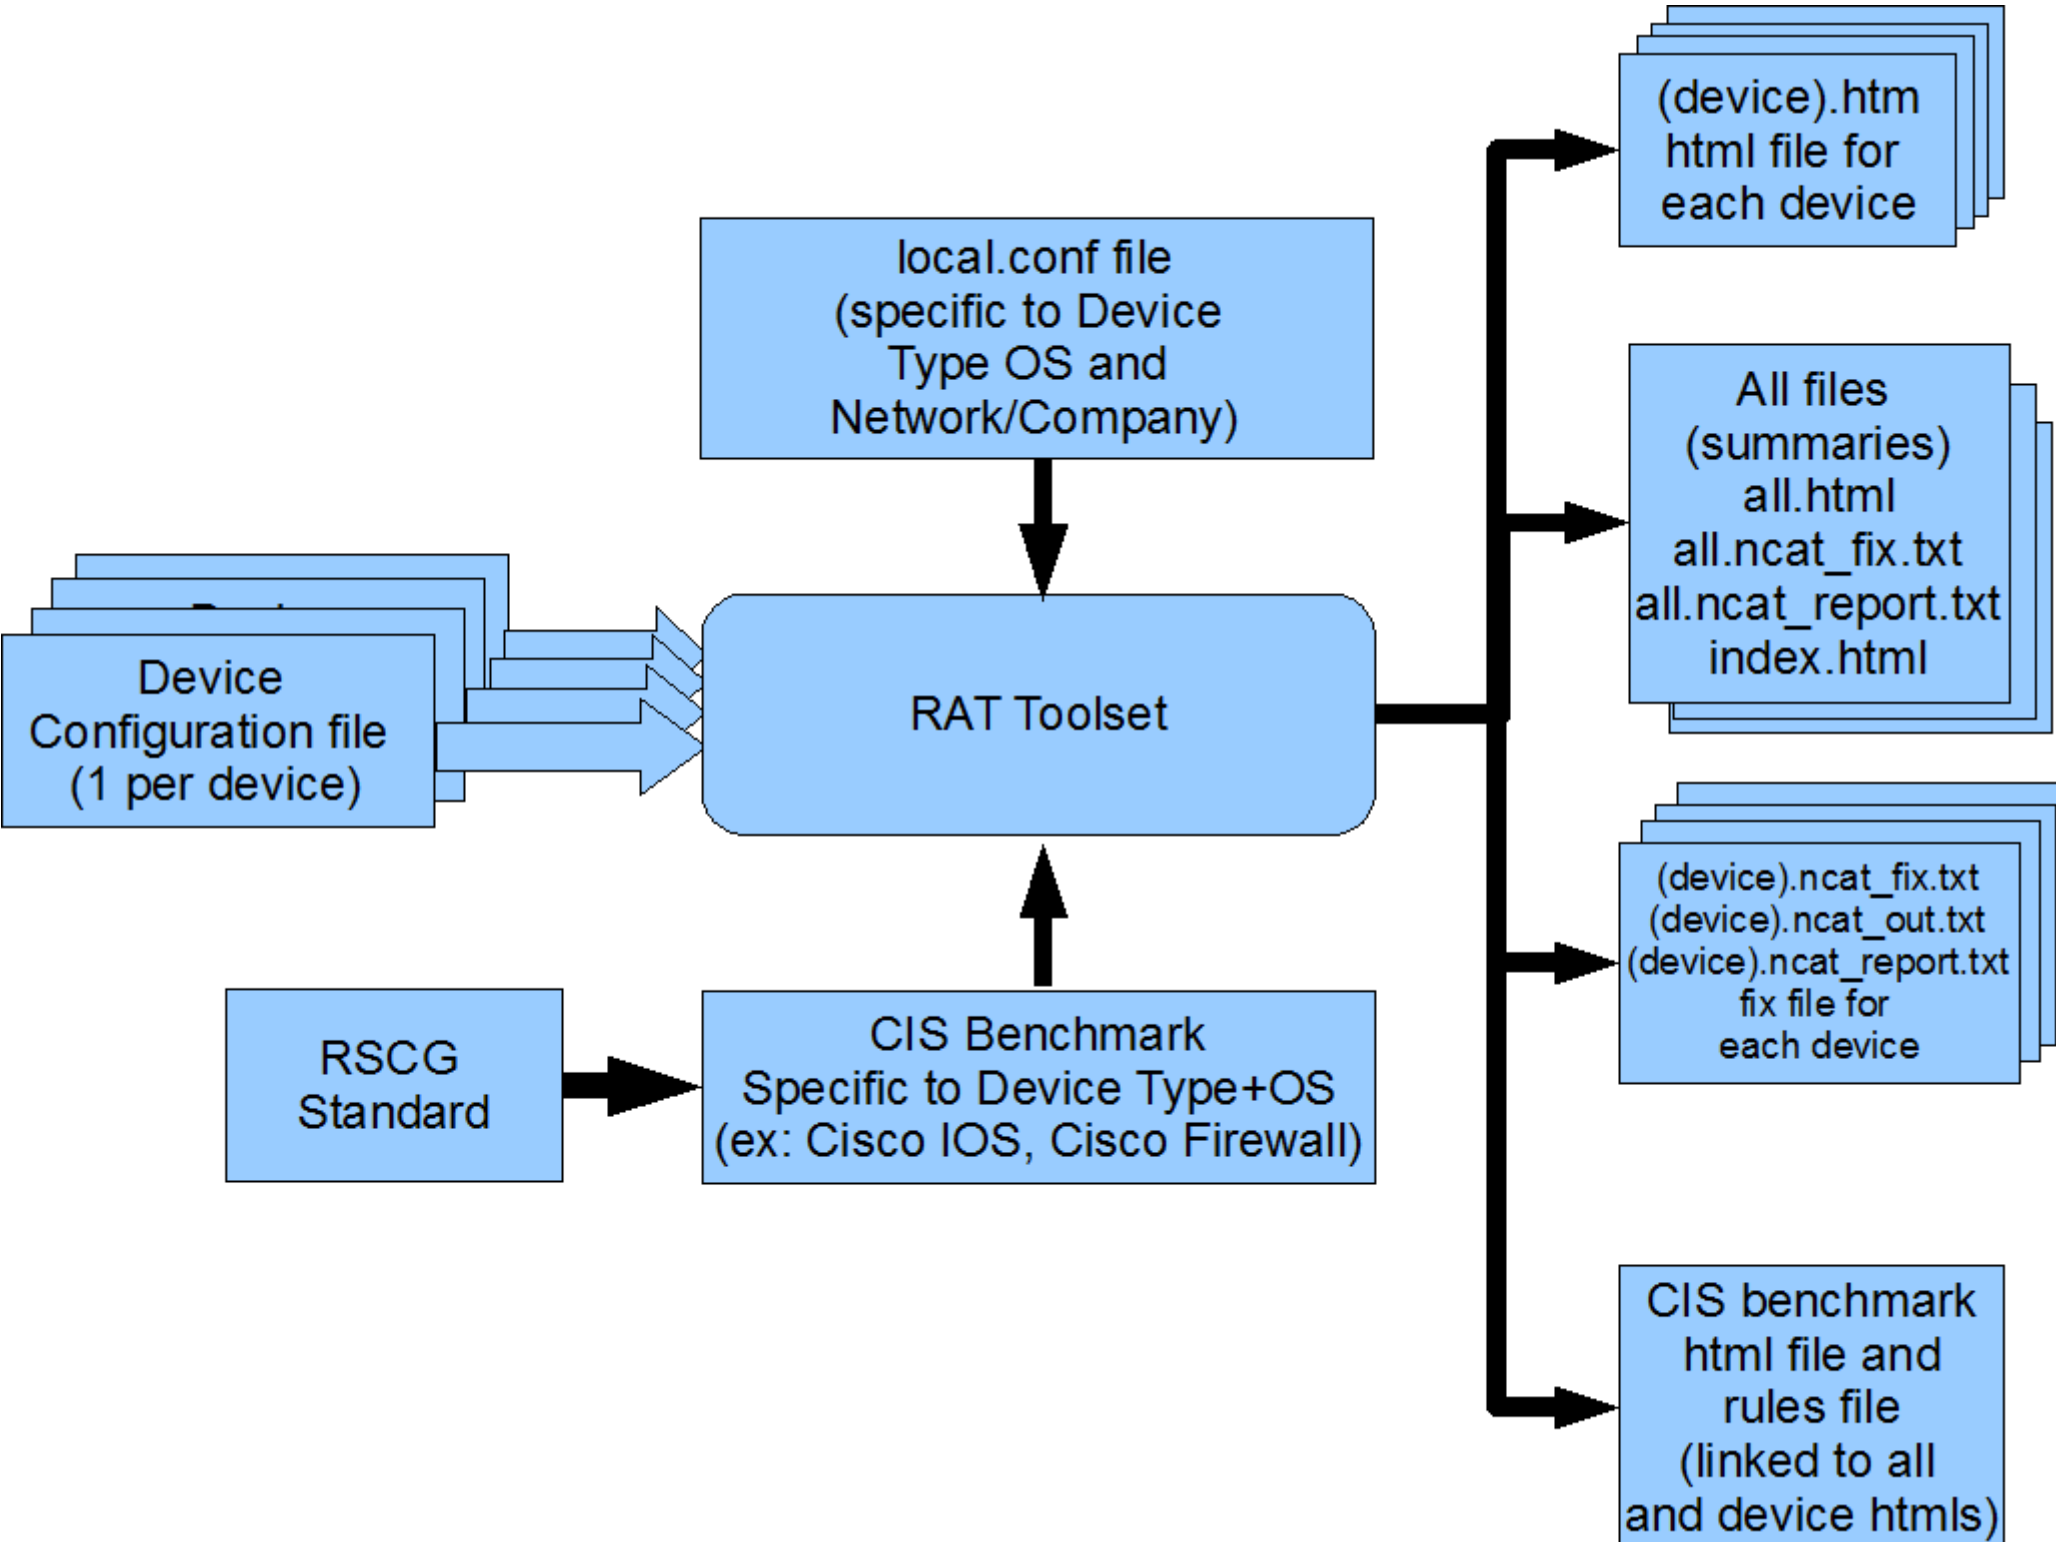 (device).htm
html file for
each device
local.conf file
(specific to Device
Type OS and
Network/Company)
All files
(summaries)
all.html
all.ncat_fix.txt
all.ncat_report.txt
index.html
Device
Configuration file
(1 per device)
RAT Toolset
(device).ncat_fix.txt
(device).ncat_out.txt
(device).ncat_report.txt
fix file for
each device
RSCG
Standard
CIS Benchmark
Specific to Device Type+OS
(ex: Cisco IOS, Cisco Firewall)
CIS benchmark
html file and
rules file
(linked to all
and device htmls)